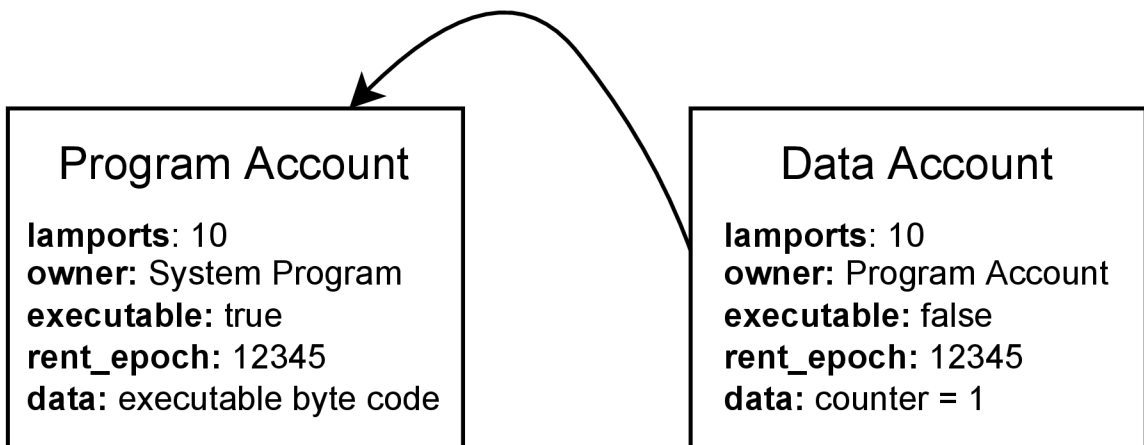 Program Account
lamports: 10
owner: System Program
executable: true
rent_epoch: 12345
data: executable byte code
Data Account
lamports: 10
owner: Program Account
executable: false
rent_epoch: 12345
data: counter = 1